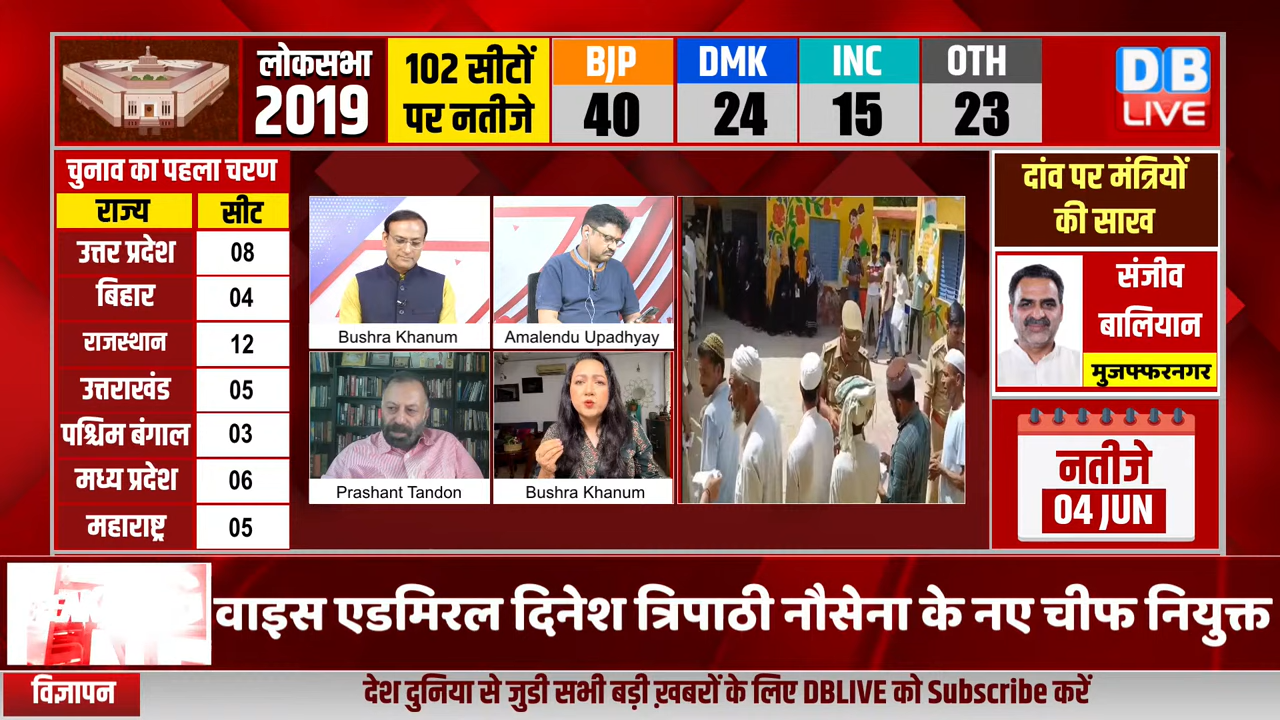 लोकसभा
2019
102 सीटों
पर नतीजे
BJP
40
DMK
24
INC
15
OTH
23
DB
LIVE
चुनाव का पहला चरण
राज्य सीट
उत्तर प्रदेश 08
बिहार 04
राजस्थान 12
उत्तराखंड 05
पश्चिम बंगाल 03
मध्य प्रदेश 06
महाराष्ट्र 05
Bushra Khanum
Amalendu Upadhyay
Prashant Tandon
Bushra Khanum
दांव पर मंत्रियों
की साख
संजीव
बालियान
मुजफ्फरनगर
नतीजे
04 JUN
वाइस एडमिरल दिनेश त्रिपाठी नौसेना के नए चीफ नियुक्त
विज्ञापन
देश दुनिया से जुडी सभी बड़ी ख़बरों के लिए DBLIVE को Subscribe करें